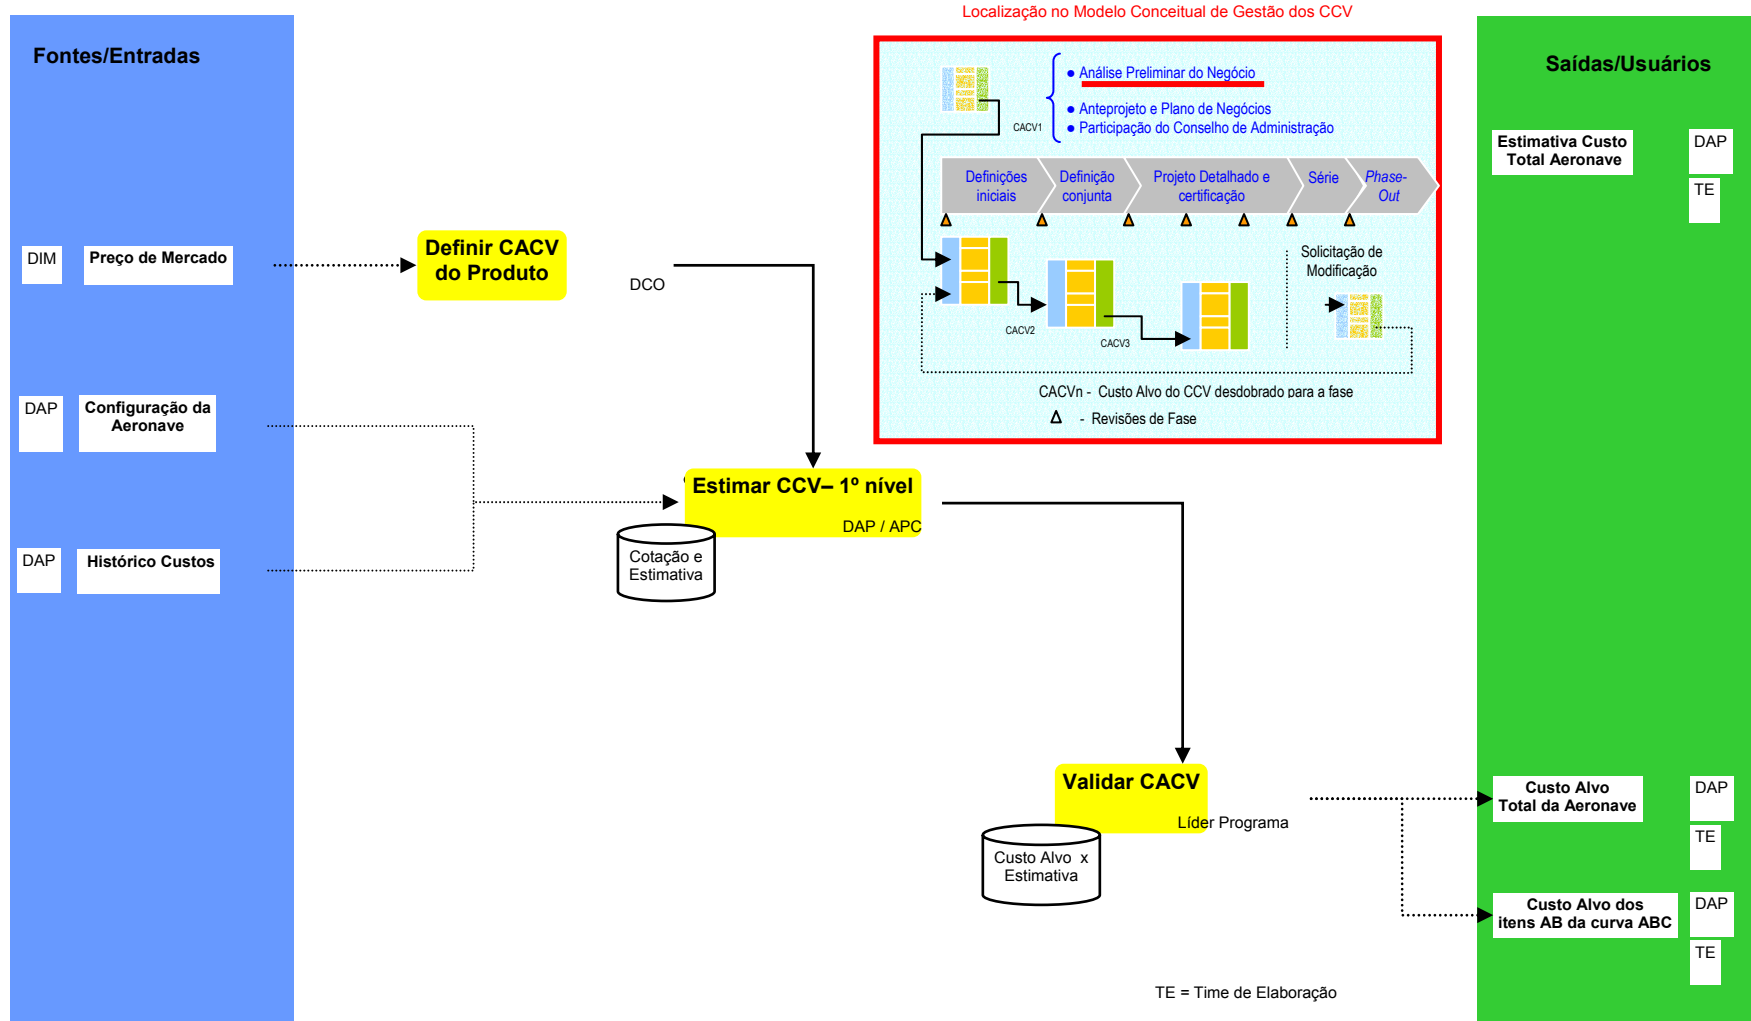 Localização no Modelo Conceitual de Gestão dos CCV
Fontes/Entradas
Saídas/Usuários
● Análise Preliminar do Negócio
● Anteprojeto e Plano de Negócios
● Participação do Conselho de Administração
CACV1
Definições
iniciais
Definição
conjunta
Projeto Detalhado e
certificação
Série
Phase-
Out
Solicitação de
Modificação
CACV2
CACV3
CACVn - Custo Alvo do CCV desdobrado para a fase
- Revisões de Fase
Estimativa Custo
Total Aeronave
DAP
TE
DIM
Preço de Mercado
Definir CACV
do Produto
DCO
DAP
Configuração da
Aeronave
Estimar CCV– 1º nível
DAP / APC
Cotação e
Estimativa
DAP
Histórico Custos
Validar CACV
Líder Programa
Custo Alvo x
Estimativa
Custo Alvo
Total da Aeronave
DAP
TE
Custo Alvo dos
itens AB da curva ABC
DAP
TE
TE = Time de Elaboração